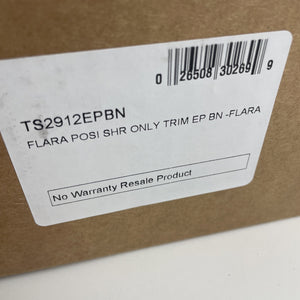 0 26508 30269 9
TS2912EPBN
FLARA POSI SHR ONLY TRIM EP BN -FLARA
No Warranty Resale Product